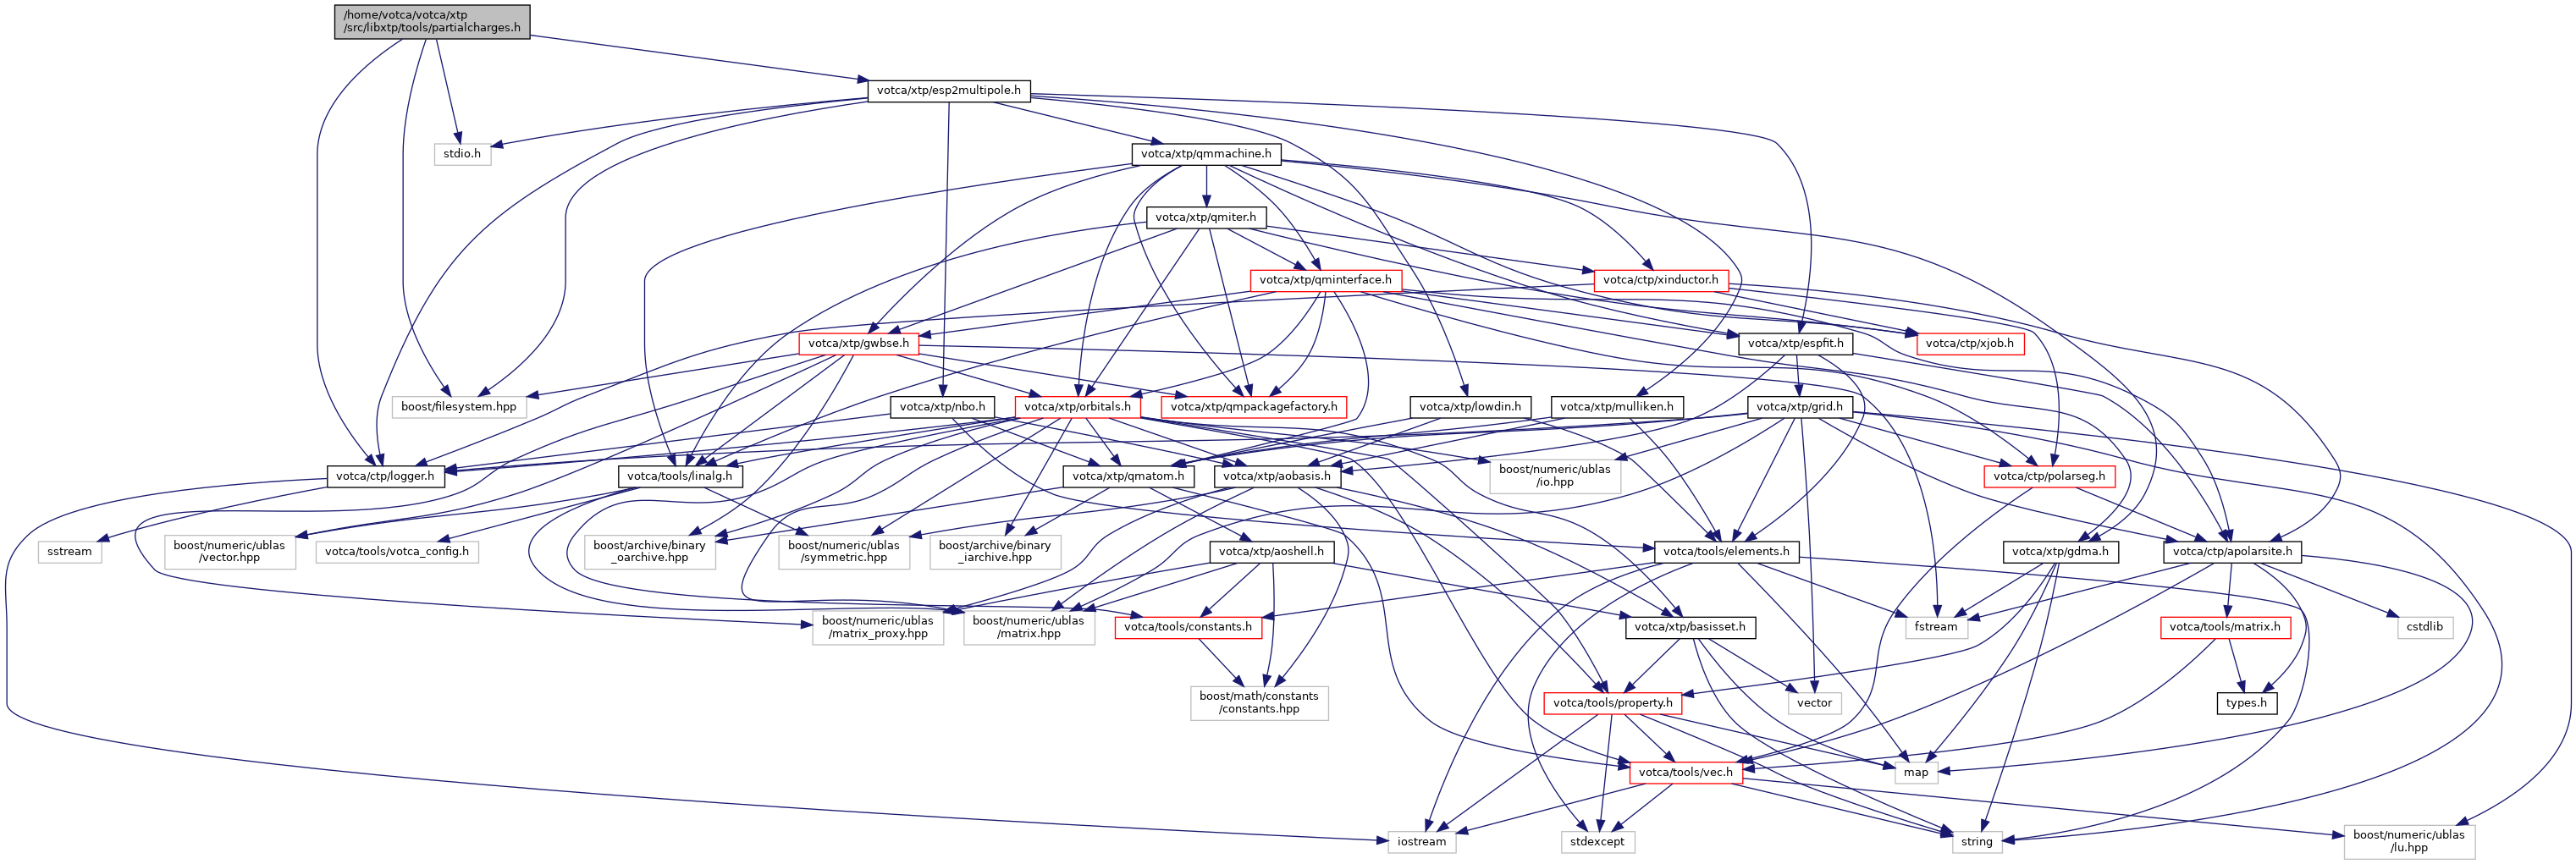 /home/votca/votca/xtp
/src/libxtp/tools/partialcharges.h
votca/xtp/esp2multipole.h
stdio.h
votca/xtp/qmmachine.h
votca/xtp/qmiter.h
votca/xtp/qminterface.h
votca/ctp/xinductor.h
votca/xtp/gwbse.h
votca/xtp/espfit.h
votca/ctp/xjob.h
boost/filesystem.hpp
votca/xtp/nbo.h
votca/xtp/orbitals.h
votca/xtp/qmpackagefactory.h
votca/xtp/lowdin.h
votca/xtp/mulliken.h
votca/xtp/grid.h
votca/ctp/logger.h
votca/tools/linalg.h
votca/xtp/qmatom.h
votca/xtp/aobasis.h
boost/numeric/ublas
/io.hpp
votca/ctp/polarseg.h
sstream
boost/numeric/ublas
/vector.hpp
votca/tools/votca_config.h
boost/archive/binary
_oarchive.hpp
boost/numeric/ublas
/symmetric.hpp
boost/archive/binary
_iarchive.hpp
votca/xtp/aoshell.h
votca/tools/elements.h
votca/xtp/gdma.h
votca/ctp/apolarsite.h
boost/numeric/ublas
/matrix_proxy.hpp
boost/numeric/ublas
/matrix.hpp
votca/tools/constants.h
votca/xtp/basisset.h
fstream
votca/tools/matrix.h
cstdlib
boost/math/constants
/constants.hpp
votca/tools/property.h
vector
types.h
votca/tools/vec.h
map
iostream
stdexcept
string
boost/numeric/ublas
/lu.hpp